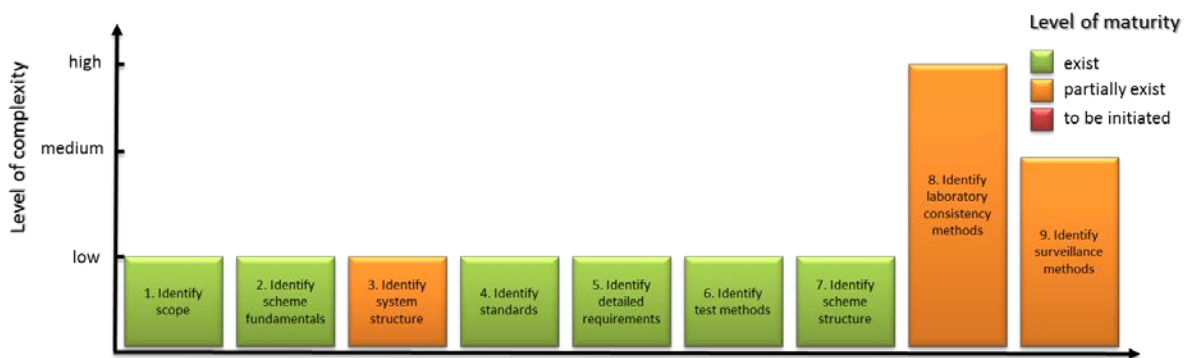 Level of maturity
exist
partially exist
to be initiated
Level of complexity
high
medium
low
1. Identify
scope
2. Identify
scheme
fundamentals
3. Identify
system
structure
4. Identify
standards
5. Identify
detailed
requirements
6. Identify
test methods
7. Identify
scheme
structure
8. Identify
laboratory
consistency
methods
9. Identify
surveillance
methods